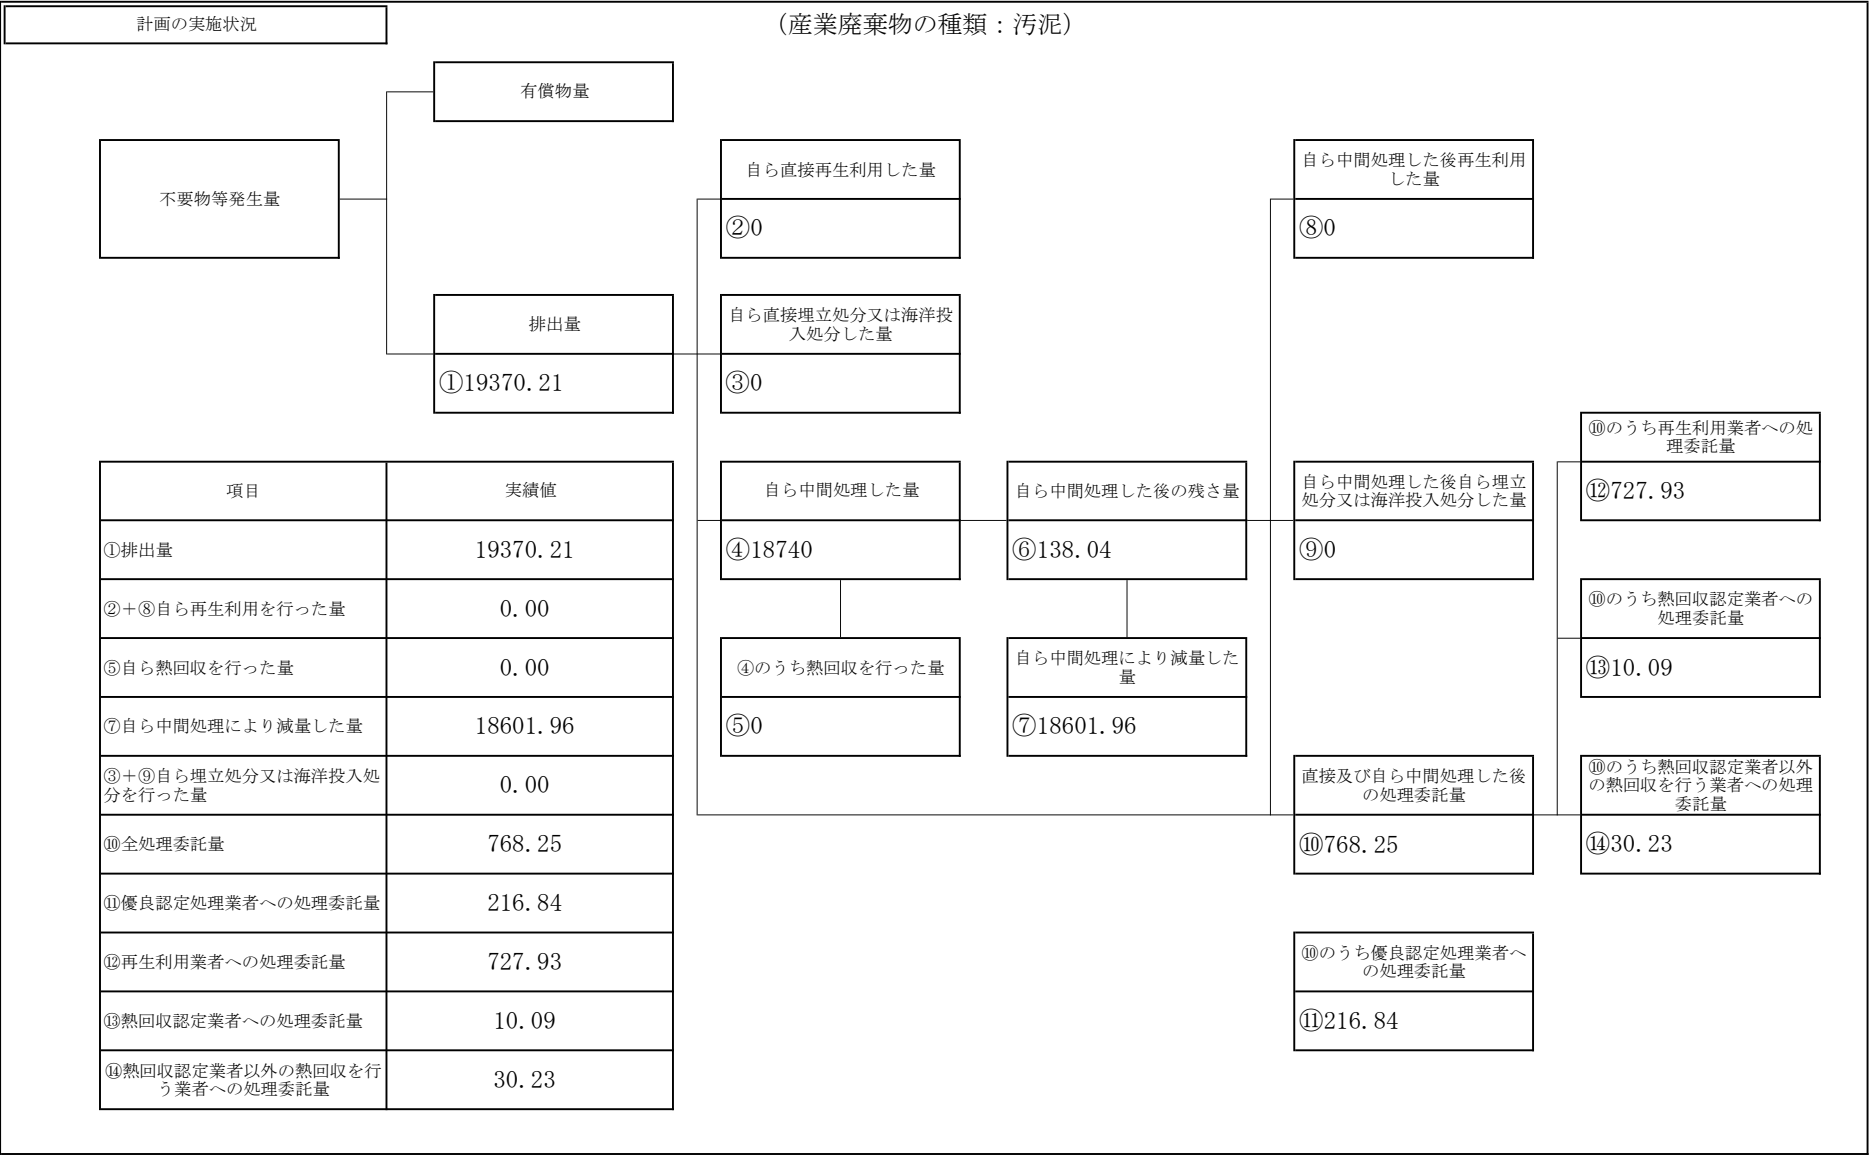 計画の実施状況
（産業廃棄物の種類：汚泥）
有償物量
不要物等発生量
自ら直接再生利用した量
②0
自ら中間処理した後再生利用
した量
⑧0
排出量
①19370.21
自ら直接埋立処分又は海洋投
入処分した量
③0
⑩のうち再生利用業者への処
理委託量
⑫727.93
自ら中間処理した量
④18740
自ら中間処理した後の残さ量
⑥138.04
自ら中間処理した後自ら埋立
処分又は海洋投入処分した量
⑨0
⑩のうち熱回収認定業者への
処理委託量
⑬10.09
④のうち熱回収を行った量
⑤0
自ら中間処理により減量した
量
⑦18601.96
直接及び自ら中間処理した後
の処理委託量
⑩768.25
⑩のうち熱回収認定業者以外
の熱回収を行う業者への処理
委託量
⑭30.23
⑩のうち優良認定処理業者へ
の処理委託量
⑪216.84
項目 実績値
①排出量 19370.21
②＋⑧自ら再生利用を行った量 0.00
⑤自ら熱回収を行った量 0.00
⑦自ら中間処理により減量した量 18601.96
③＋⑨自ら埋立処分又は海洋投入処
分を行った量 0.00
⑩全処理委託量 768.25
⑪優良認定処理業者への処理委託量 216.84
⑫再生利用業者への処理委託量 727.93
⑬熱回収認定業者への処理委託量 10.09
⑭熱回収認定業者以外の熱回収を行
う業者への処理委託量 30.23